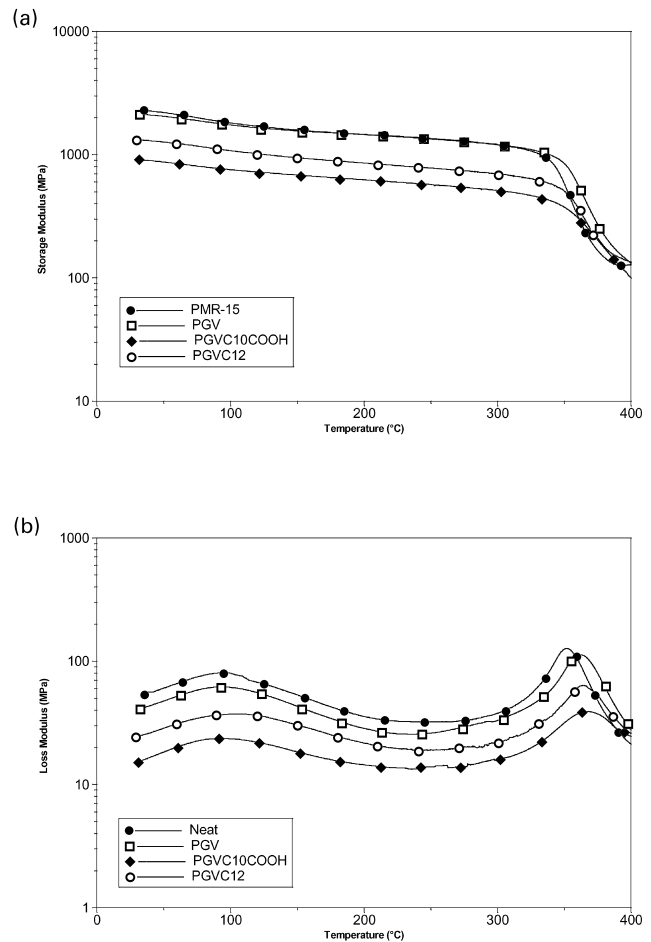 (a)
10000
1000
100
10
Storage Modulus (MPa)
PMR-15
PGV
PGVC10COOH
PGVC12
0 100 200 300 400
Temperature (°C)
(b)
1000
100
10
1
Loss Modulus (MPa)
Neat
PGV
PGVC10COOH
PGVC12
0 100 200 300 400
Temperature (°C)